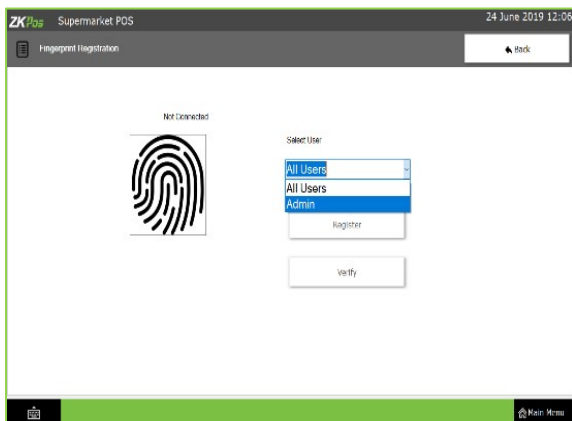 ZKPos Supermarket POS 24 June 2019 12:06
Fingerprint Registration Back
Not Connected
Select User
All Users
All Users
Admin
Register
Verify
Main Menu